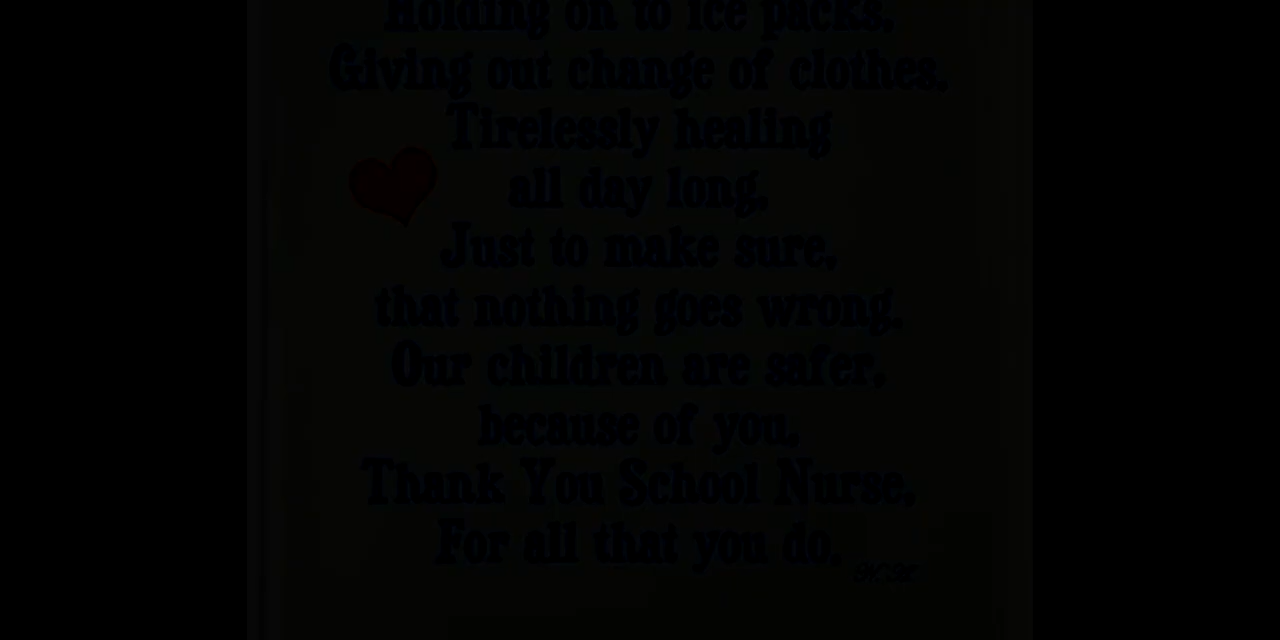 Holding on to ice packs,
Giving out change of clothes,
Tirelessly healing
all day long,
Just to make sure,
that nothing goes wrong.
Our children are safer,
because of you,
Thank You School Nurse,
For all that you do.